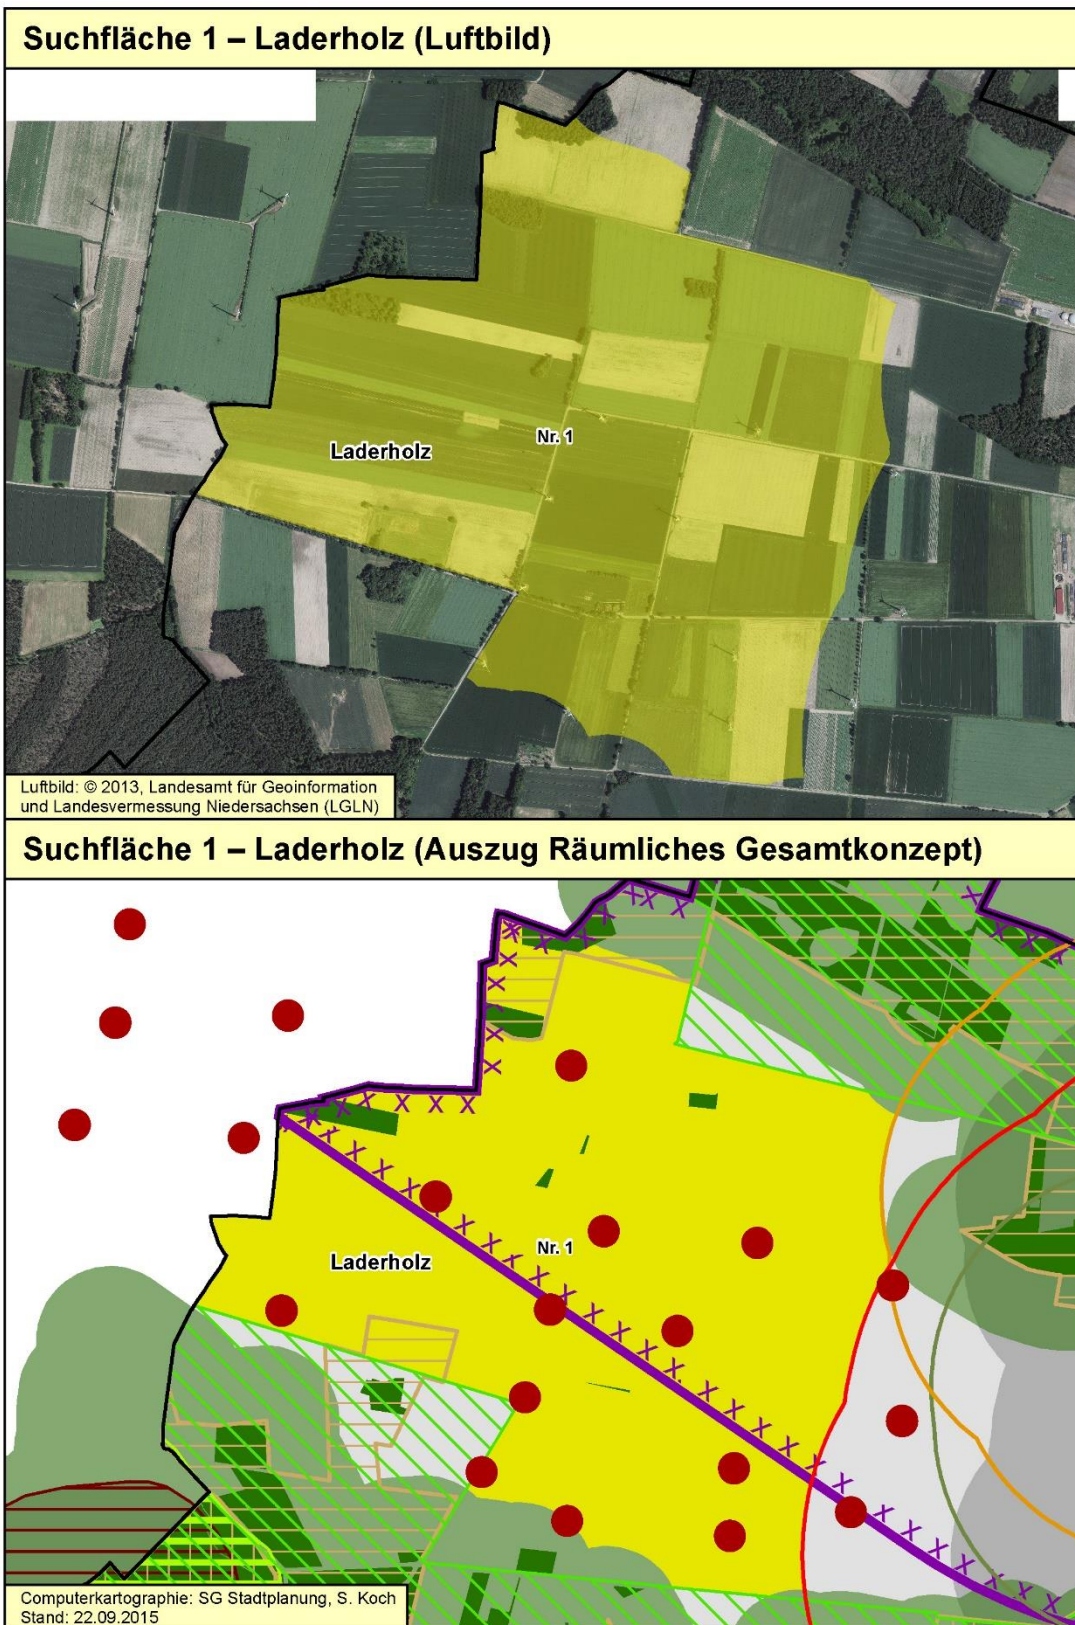 Suchfläche 1 – Laderholz (Luftbild)
Nr. 1
Laderholz
Luftbild: © 2013, Landesamt für Geoinformation
und Landesvermessung Niedersachsen (LGLN)
Suchfläche 1 – Laderholz (Auszug Räumliches Gesamtkonzept)
Nr. 1
Laderholz
Computerkartographie: SG Stadtplanung, S. Koch
Stand: 22.09.2015